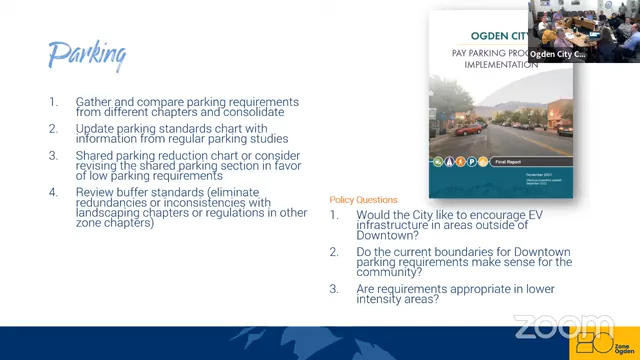 Parking
1. Gather and compare parking requirements
from different chapters and consolidate
2. Update parking standards chart with
information from regular parking studies
3. Shared parking reduction chart or consider
revising the shared parking section in favor
of low parking requirements
4. Review buffer standards (eliminate
redundancies or inconsistencies with
landscaping chapters or regulations in other
zone chapters)
OGDEN CITY
PAY PARKING PROG
IMPLEMENTATION
Ogden City C...
P
Final Report
November 2021
September 2022
Policy Questions
1. Would the City like to encourage EV
infrastructure in areas outside of
Downtown?
2. Do the current boundaries for Downtown
parking requirements make sense for the
community?
3. Are requirements appropriate in lower
intensity areas?
zoom
Zone
Ogden